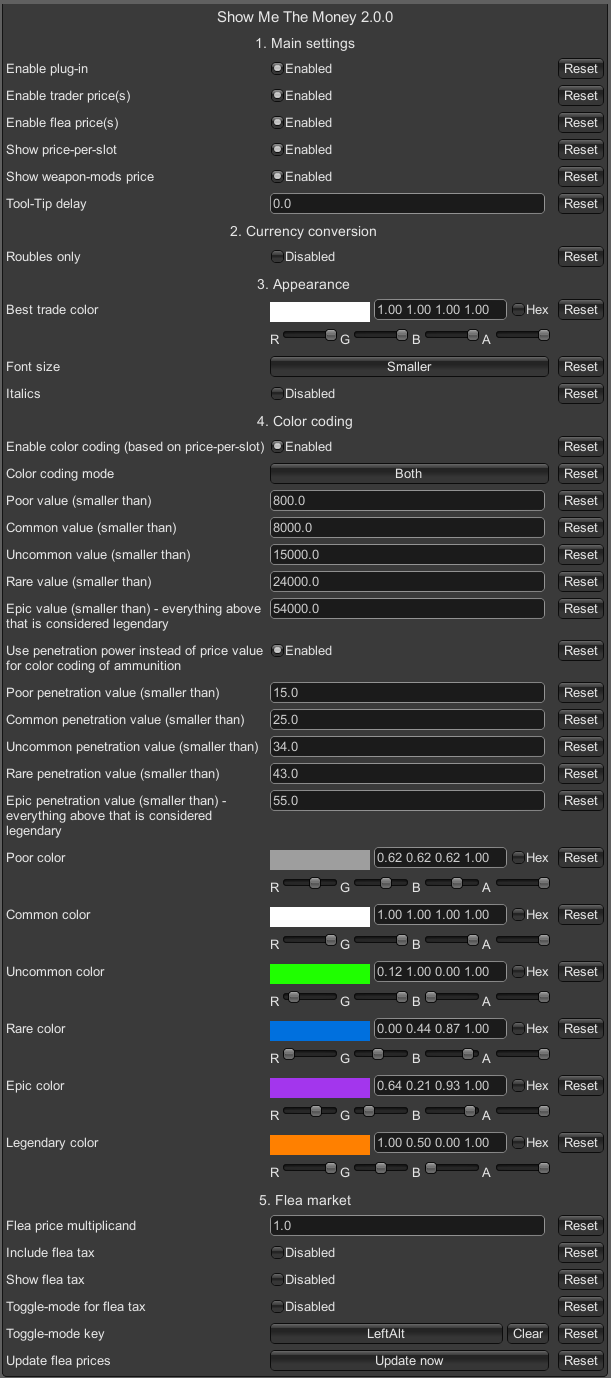 Show Me The Money 2.0.0
1. Main settings
Enable plug-in Enabled Reset
Enable trader price(s) Enabled Reset
Enable flea price(s) Enabled Reset
Show price-per-slot Enabled Reset
Show weapon-mods price Enabled Reset
Tool-Tip delay 0.0 Reset
2. Currency conversion
Roubles only Disabled Reset
3. Appearance
Best trade color 1.00 1.00 1.00 1.00 Hex Reset
R G B A
Font size Smaller Reset
Italics Disabled Reset
4. Color coding
Enable color coding (based on price-per-slot) Enabled Reset
Color coding mode Both Reset
Poor value (smaller than) 800.0 Reset
Common value (smaller than) 8000.0 Reset
Uncommon value (smaller than) 15000.0 Reset
Rare value (smaller than) 24000.0 Reset
Epic value (smaller than) - everything above 54000.0 Reset
that is considered legendary
Use penetration power instead of price value Enabled Reset
for color coding of ammunition
Poor penetration value (smaller than) 15.0 Reset
Common penetration value (smaller than) 25.0 Reset
Uncommon penetration value (smaller than) 34.0 Reset
Rare penetration value (smaller than) 43.0 Reset
Epic penetration value (smaller than) - 55.0 Reset
everything above that is considered
legendary
Poor color 0.62 0.62 0.62 1.00 Hex Reset
R G B A
Common color 1.00 1.00 1.00 1.00 Hex Reset
R G B A
Uncommon color 0.12 1.00 0.00 1.00 Hex Reset
R G B A
Rare color 0.00 0.44 0.87 1.00 Hex Reset
R G B A
Epic color 0.64 0.21 0.93 1.00 Hex Reset
R G B A
Legendary color 1.00 0.50 0.00 1.00 Hex Reset
R G B A
5. Flea market
Flea price multiplicand 1.0 Reset
Include flea tax Disabled Reset
Show flea tax Disabled Reset
Toggle-mode for flea tax Disabled Reset
Toggle-mode key LeftAlt Clear Reset
Update flea prices Update now Reset